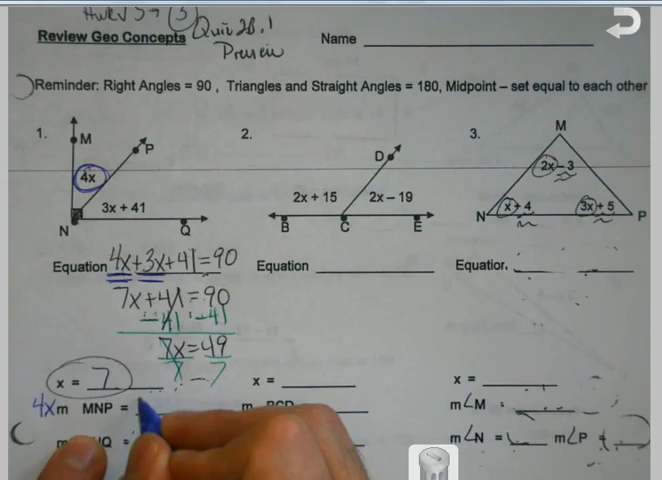 Quiz 2B.1
Review Geo Concepts
Name
Reminder: Right Angles = 90 , Triangles and Straight Angles = 180, Midpoint – set equal to each other
1.
M
P
4x
3x + 41
N
Q
2.
D
2x + 15
2x – 19
B
C
E
3.
M
2x – 3
x + 4
3x + 5
N
P
Equation 4x+3x+41=90
7x+41=90
-41 -41
7x=49
7 7
x = 7
4x m MNP =
Equation
x =
m
Equation
x =
m∠M =
m∠N =
m∠P =